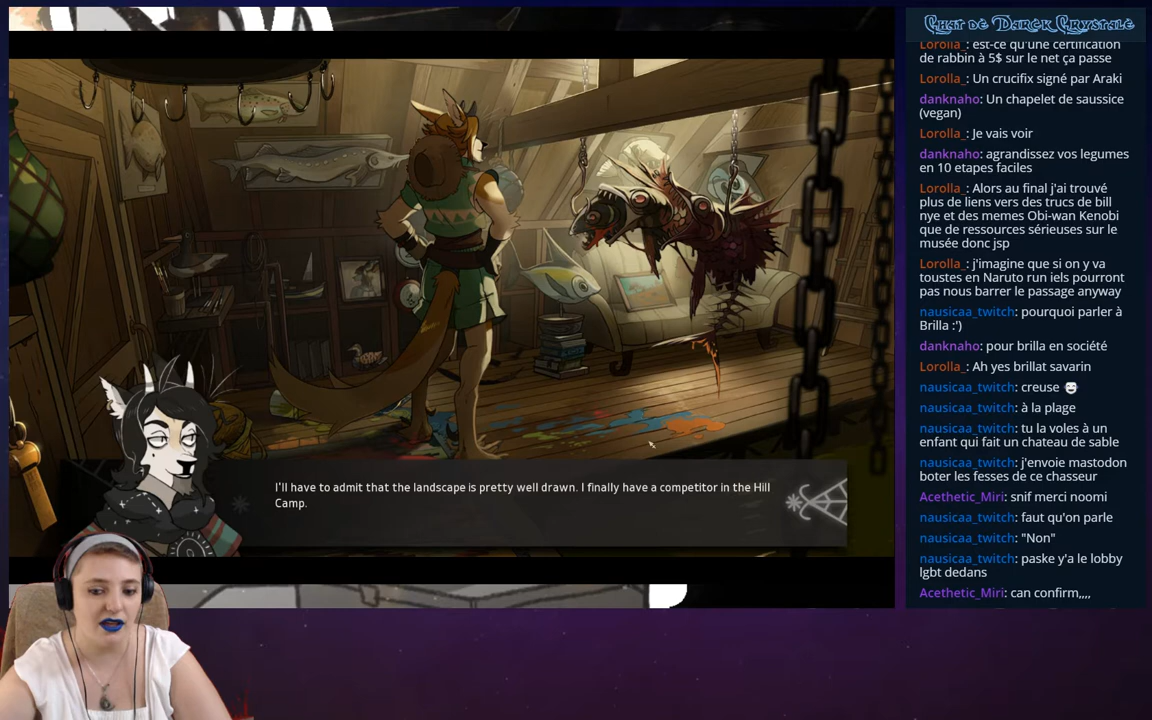 Chat de Darck Crystale
Lorolla_: est-ce qu'une certification
de rabbin à 5$ sur le net ça passe
Lorolla_: Un crucifix signé par Araki
danknaho: Un chapelet de saussice
(vegan)
Lorolla_: Je vais voir
danknaho: agrandissez vos legumes
en 10 etapes faciles
Lorolla_: Alors au final j'ai trouvé
plus de liens vers des trucs de bill
nye et des memes Obi-wan Kenobi
que de ressources sérieuses sur le
musée donc jsp
Lorolla_: j'imagine que si on y va
toustes en Naruto run iels pourront
pas nous barrer le passage anyway
nausicaa_twitch: pourquoi parler à
Brilla :')
danknaho: pour brilla en société
Lorolla_: Ah yes brillat savarin
nausicaa_twitch: creuse
nausicaa_twitch: à la plage
nausicaa_twitch: tu la voles à un
enfant qui fait un chateau de sable
nausicaa_twitch: j'envoie mastodon
boter les fesses de ce chasseur
Acethetic_Miri: snif merci noomi
nausicaa_twitch: faut qu'on parle
nausicaa_twitch: "Non"
nausicaa_twitch: paske y'a le lobby
lgbt dedans
Acethetic_Miri: can confirm,,,,
I'll have to admit that the landscape is pretty well drawn. I finally have a competitor in the Hill
Camp.